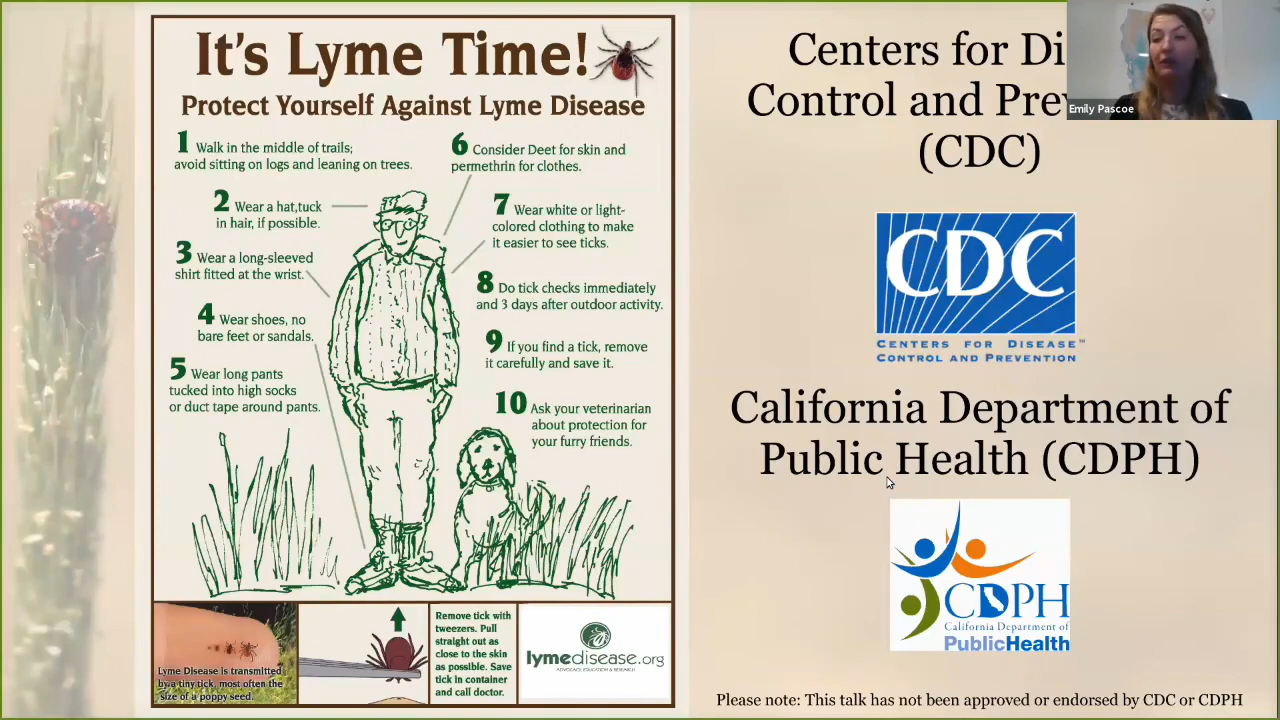 It's Lyme Time!
Protect Yourself Against Lyme Disease
1 Walk in the middle of trails;
avoid sitting on logs and leaning on trees.
2 Wear a hat,tuck
in hair, if possible.
3 Wear a long-sleeved
shirt fitted at the wrist.
4 Wear shoes, no
bare feet or sandals.
5 Wear long pants
tucked into high socks
or duct tape around pants.
6 Consider Deet for skin and
permethrin for clothes.
7 Wear white or light-
colored clothing to make
it easier to see ticks.
8 Do tick checks immediately
and 3 days after outdoor activity.
9 If you find a tick, remove
it carefully and save it.
10 Ask your veterinarian
about protection for
your furry friends.
Lyme Disease is transmitted
by a tiny tick, most often the
size of a poppy seed.
Remove tick with
tweezers. Pull
straight out as
close to the skin
as possible. Save
tick in container
and call doctor.
lymedisease.org
ADVOCACY, EDUCATION & RESEARCH
Centers for Di
Control and Prev
(CDC)
Emily Pascoe
CDC
CENTERS FOR DISEASE™
CONTROL AND PREVENTION
California Department of
Public Health (CDPH)
CDPH
California Department of
PublicHealth
Please note: This talk has not been approved or endorsed by CDC or CDPH